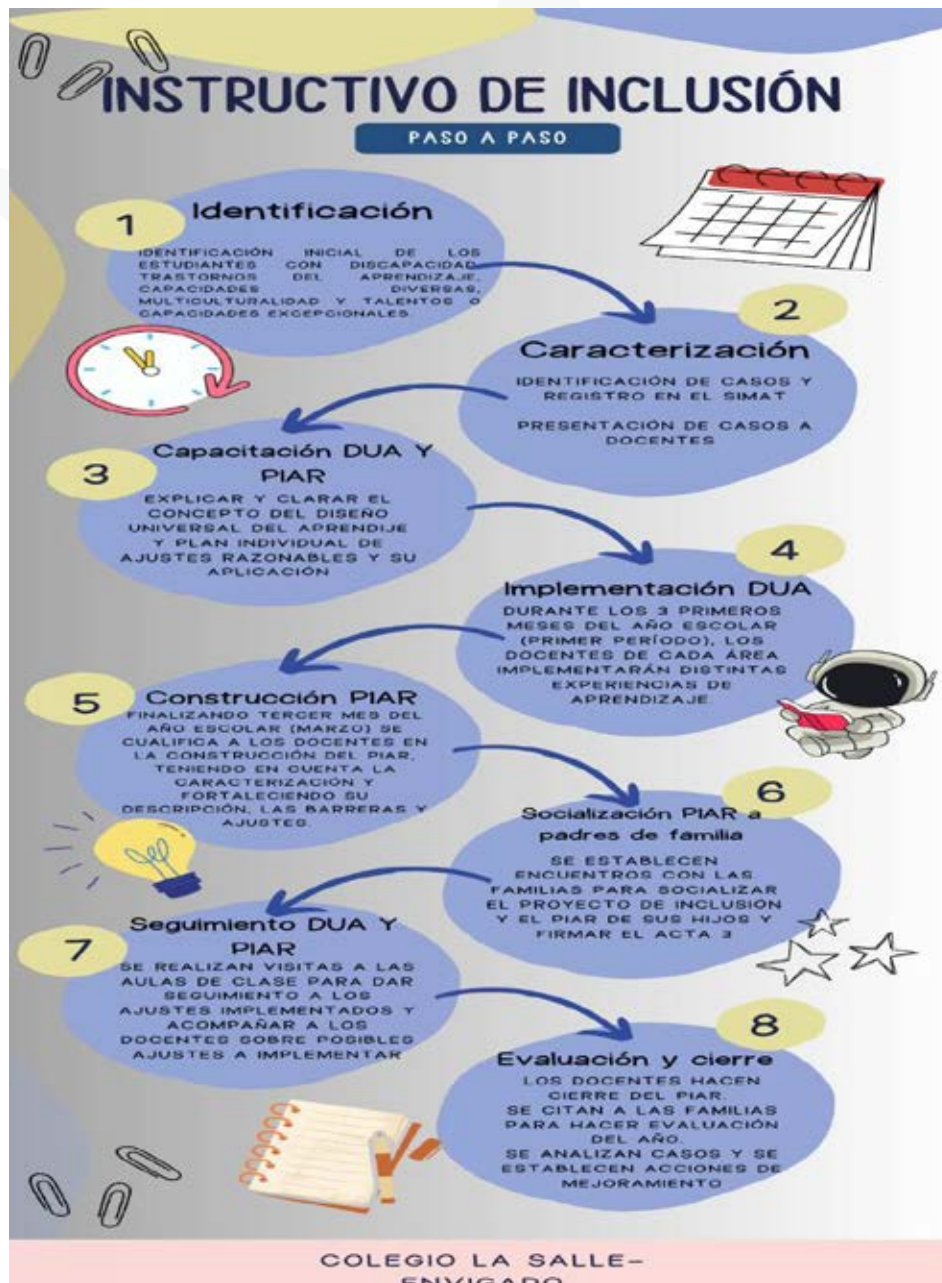 INSTRUCTIVO DE INCLUSIÓN
PASO A PASO
1
Identificación
IDENTIFICACIÓN INICIAL DE LOS
ESTUDIANTES CON DISCAPACIDAD,
TRASTORNOS DEL APRENDIZAJE,
CAPACIDADES DIVERSAS,
MULTICULTURALIDAD Y TALENTOS O
CAPACIDADES EXCEPCIONALES.
2
Caracterización
IDENTIFICACIÓN DE CASOS Y
REGISTRO EN EL SIMAT
PRESENTACIÓN DE CASOS A
DOCENTES
3
Capacitación DUA Y
PIAR
EXPLICAR Y CLARAR EL
CONCEPTO DEL DISEÑO
UNIVERSAL DEL APRENDIJE
Y PLAN INDIVIDUAL DE
AJUSTES RAZONABLES Y SU
APLICACIÓN
4
Implementación DUA
DURANTE LOS 3 PRIMEROS
MESES DEL AÑO ESCOLAR
(PRIMER PERÍODO), LOS
DOCENTES DE CADA ÁREA
IMPLEMENTARÁN DISTINTAS
EXPERIENCIAS DE
APRENDIZAJE.
5
Construcción PIAR
FINALIZANDO TERCER MES DEL
AÑO ESCOLAR (MARZO) SE
CUALIFICA A LOS DOCENTES EN
LA CONSTRUCCIÓN DEL PIAR,
TENIENDO EN CUENTA LA
CARACTERIZACIÓN Y
FORTALECIENDO SU
DESCRIPCIÓN, LAS BARRERAS Y
AJUSTES.
6
Socialización PIAR a
padres de familia
SE ESTABLECEN
ENCUENTROS CON LAS
FAMILIAS PARA SOCIALIZAR
EL PROYECTO DE INCLUSIÓN
Y EL PIAR DE SUS HIJOS Y
FIRMAR EL ACTA 3
7
Seguimiento DUA Y
PIAR
SE REALIZAN VISITAS A LAS
AULAS DE CLASE PARA DAR
SEGUIMIENTO A LOS
AJUSTES IMPLEMENTADOS Y
ACOMPAÑAR A LOS
DOCENTES SOBRE POSIBLES
AJUSTES A IMPLEMENTAR
8
Evaluación y cierre
LOS DOCENTES HACEN
CIERRE DEL PIAR.
SE CITAN A LAS FAMILIAS
PARA HACER EVALUACIÓN
DEL AÑO.
SE ANALIZAN CASOS Y SE
ESTABLECEN ACCIONES DE
MEJORAMIENTO
COLEGIO LA SALLE-
ENVIGADO